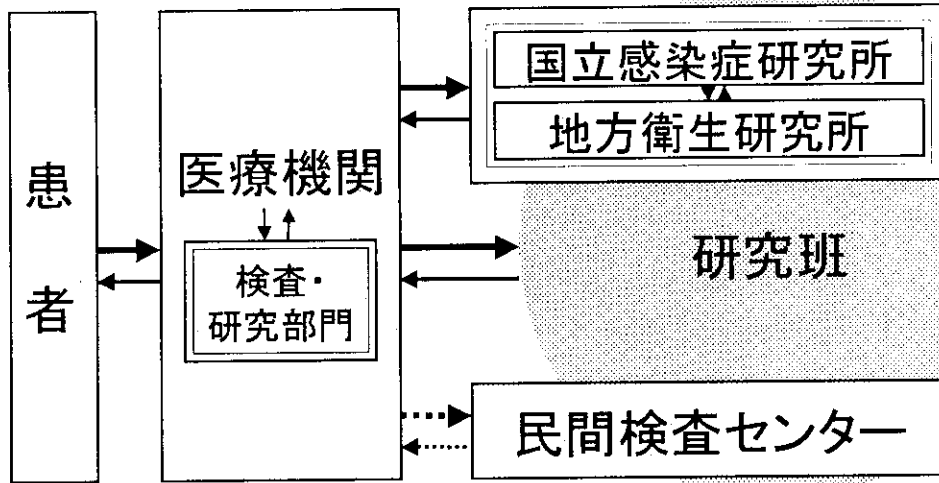 患者
医療機関
検査・
研究部門
国立感染症研究所
地方衛生研究所
研究班
民間検査センター